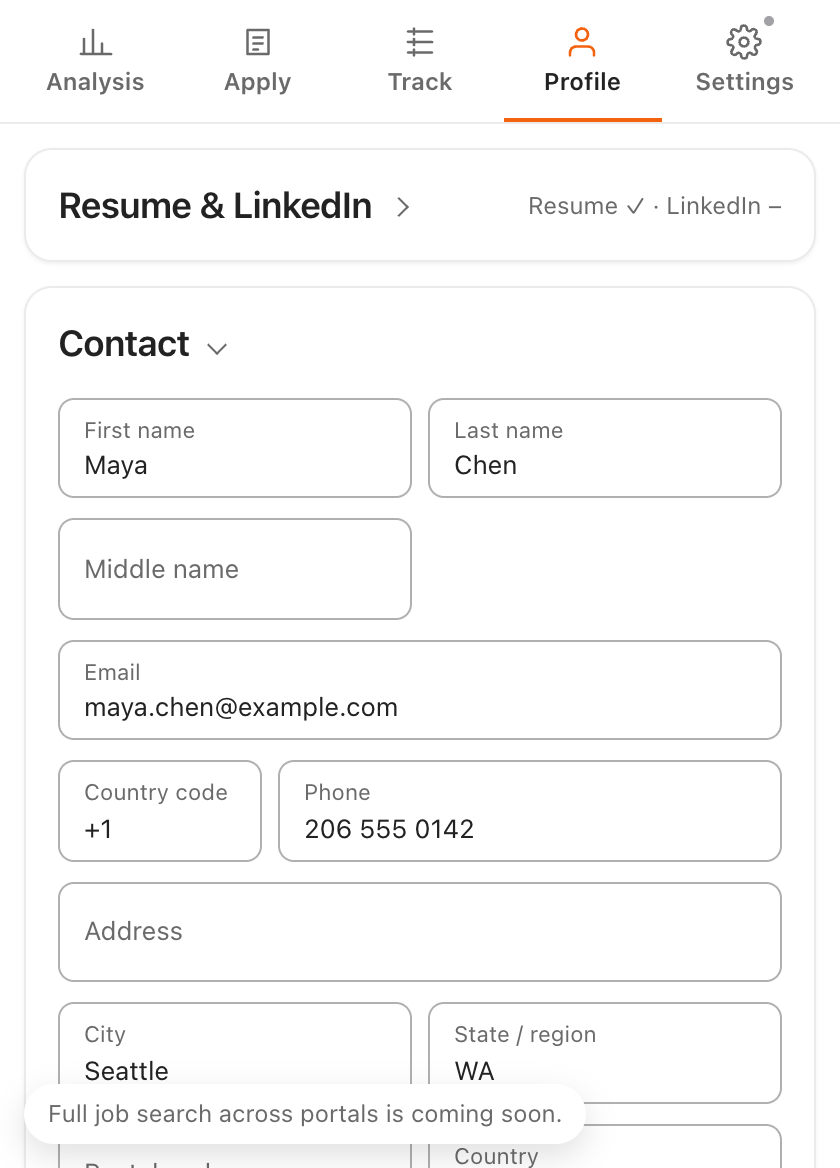 Analysis
Apply
Track
Profile
Settings
Resume & LinkedIn
Resume ✓ · LinkedIn –
Contact
First name
Maya
Last name
Chen
Middle name
Email
maya.chen@example.com
Country code
+1
Phone
206 555 0142
Address
City
Seattle
State / region
WA
Full job search across portals is coming soon.
Country